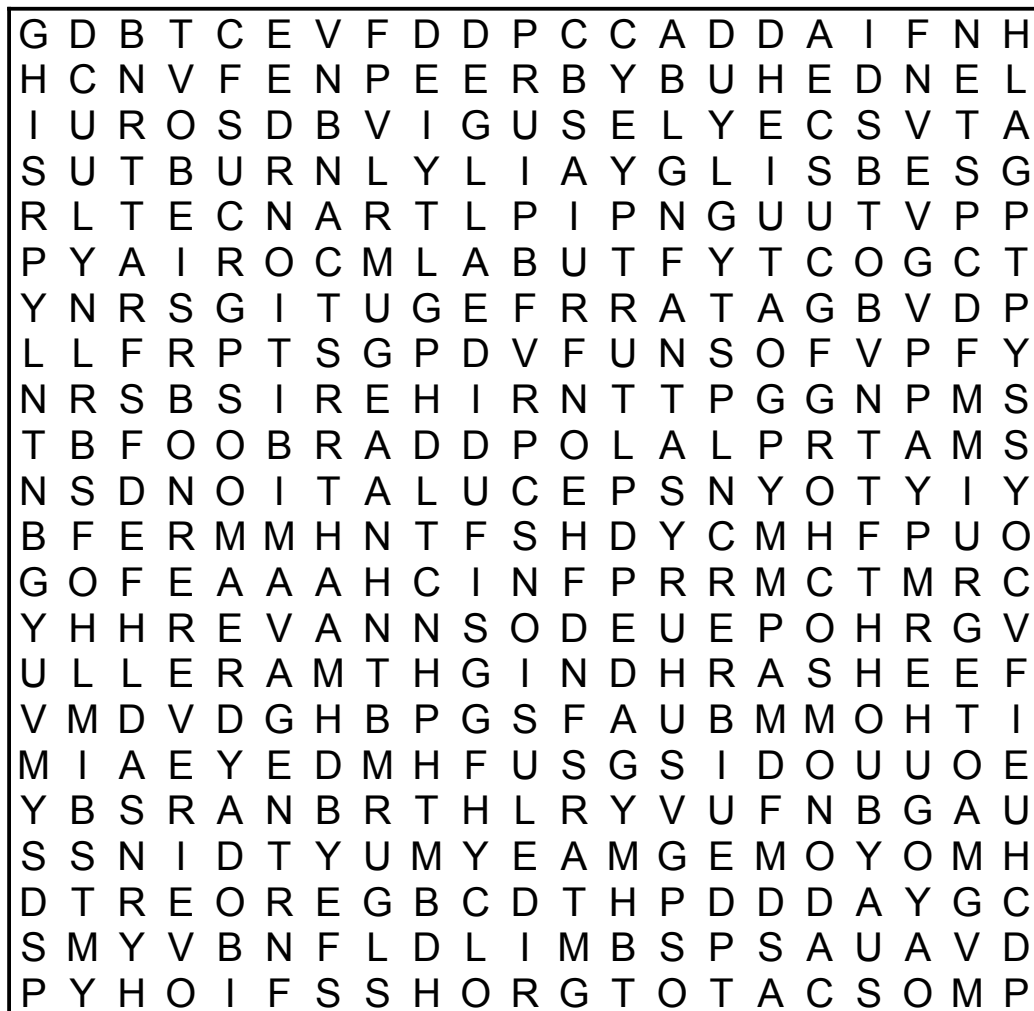 G D B T C E V F D D P C C A D D A I F N H
H C N V F E N P E E R B Y B U H E D N E L
I U R O S D B V I G U S E L Y E C S V T A
S U T B U R N L Y L I A Y G L I S B E S G
R L T E C N A R T L P I P N G U U T V P P
P Y A I R O C M L A B U T F Y T C O G C T
Y N R S G I T U G E F R R A T A G B V D P
L L F R P T S G P D V F U N S O F V P F Y
N R S B S I R E H I R N T T P G G N P M S
T B F O O B R A D D P O L A L P R T A M S
N S D N O I T A L U C E P S N Y O T Y I Y
B F E R M M H N T F S H D Y C M H F P U O
G O F E A A A H C I N F P R R M C T M R C
Y H H R E V A N N S O D E U E P O H R G V
U L L E R A M T H G I N D H R A S H E E F
V M D V D G H B P G S F A U B M M O H T I
M I A E Y E D M H F U S G S I D O U U O E
Y B S R A N B R T H L R Y V U F N B G A U
S S N I D T Y U M Y E A M G E M O Y O M H
D T R E O R E G B C D T H P D D D A Y G C
S M Y V B N F L D L I M B S P S A U A V D
P Y H O I F S S H O R G T O T A C S O M P